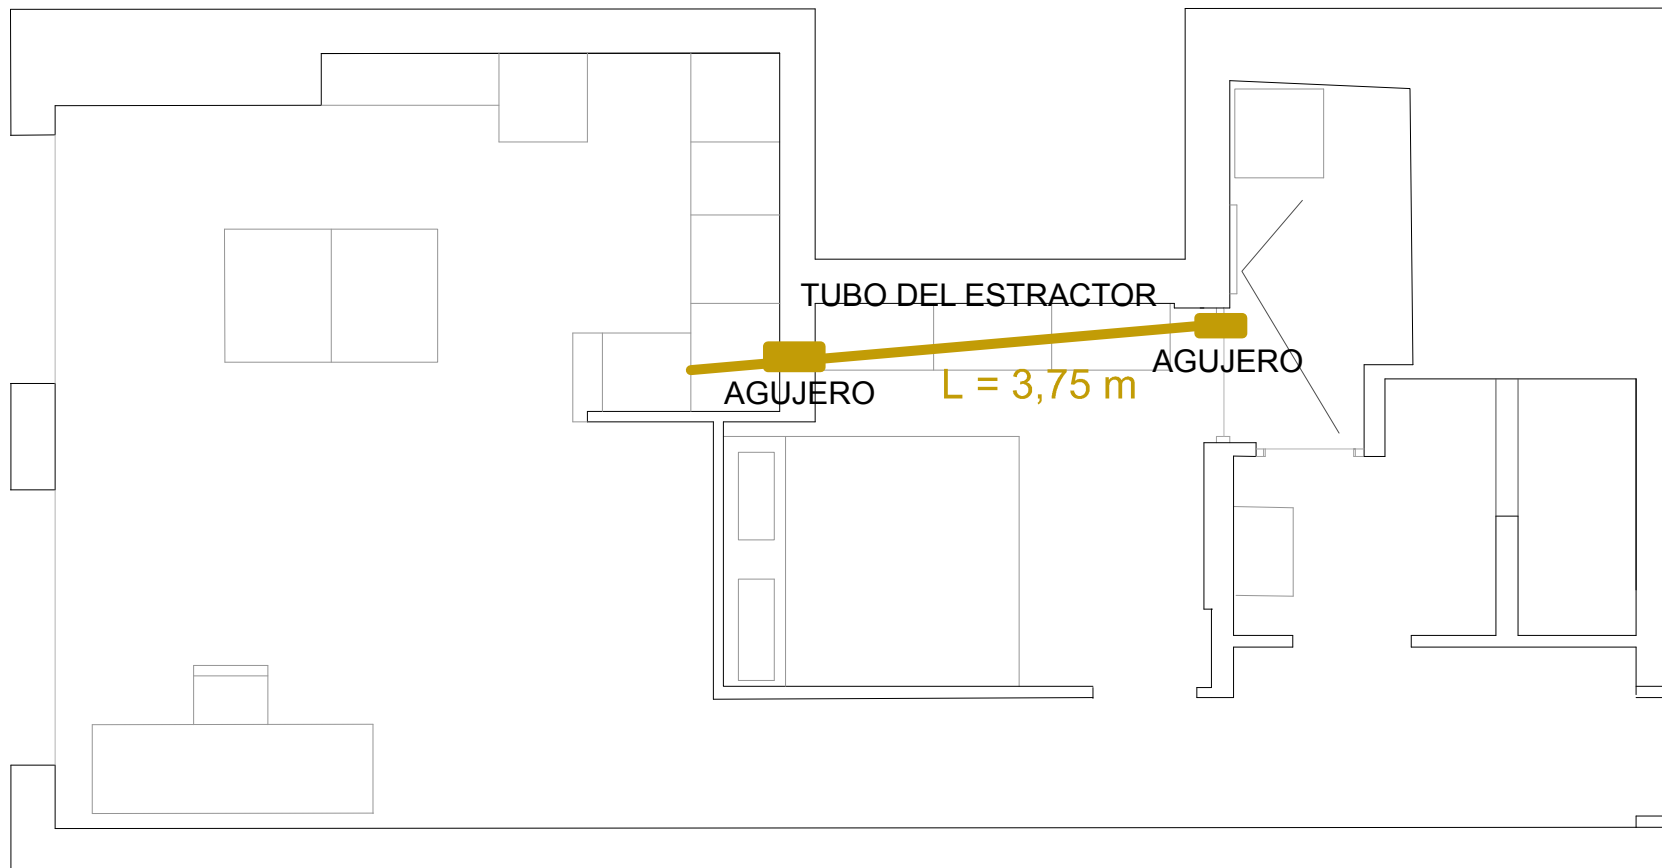 TUBO DEL ESTRACTOR
AGUJERO
L = 3,75 m
AGUJERO